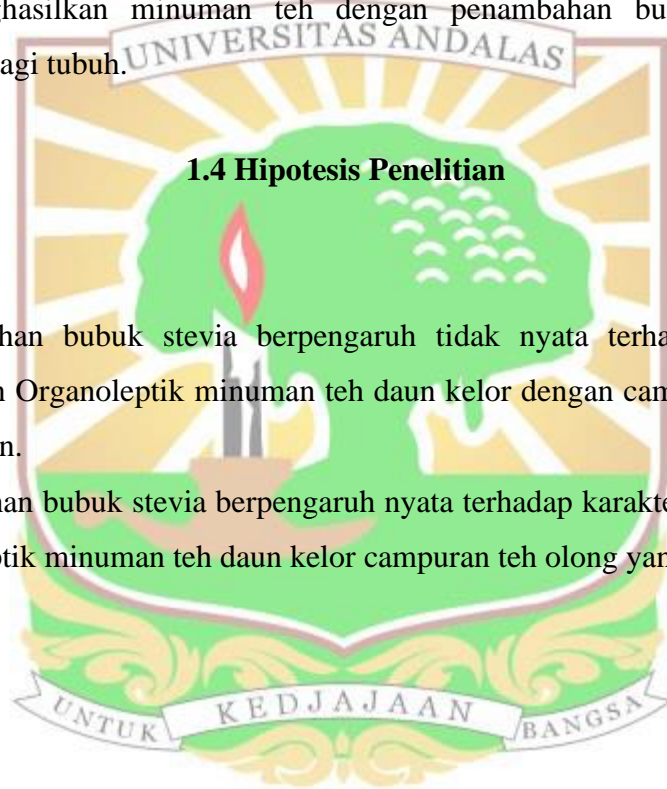 ghasilkan minuman teh dengan penambahan bu
agi tubuh.
UNIVERSITAS ANDALAS
1.4 Hipotesis Penelitian
han bubuk stevia berpengaruh tidak nyata terha
Organoleptik minuman teh daun kelor dengan cam
n.
an bubuk stevia berpengaruh nyata terhadap karakte
ptik minuman teh daun kelor campuran teh olong yan
UNTUK KEDJAJAAN BANGSA